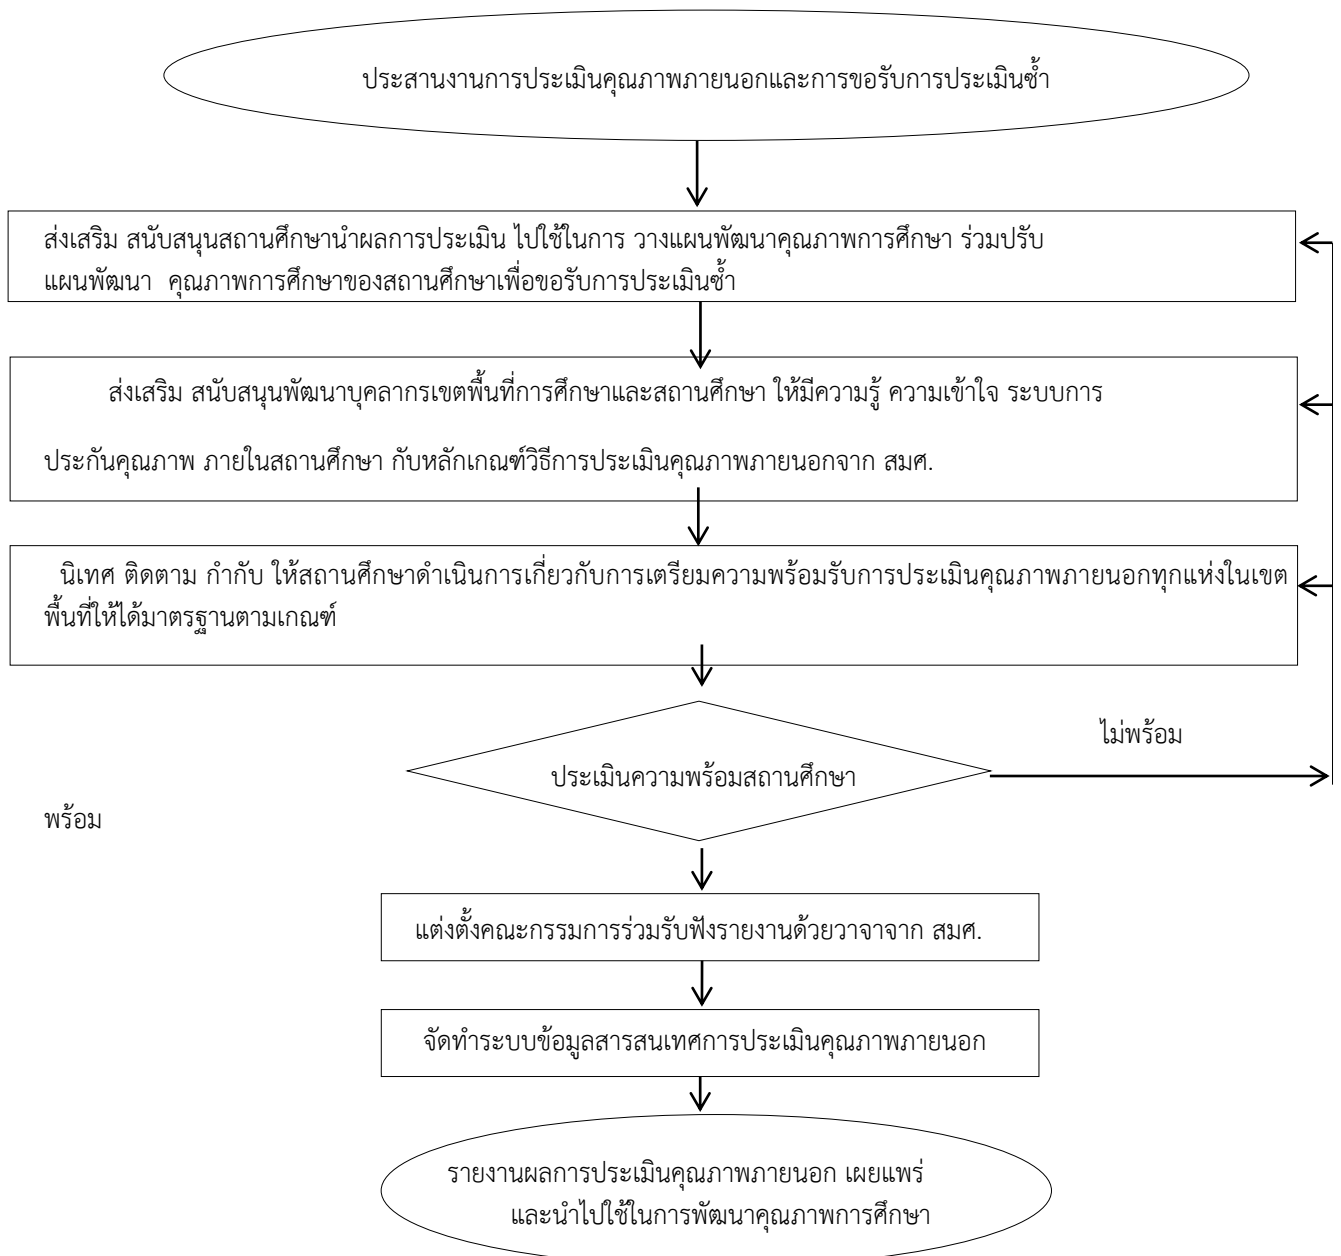 ประสานงานการประเมินคุณภาพภายนอกและการขอรับการประเมินซ้ำ
ส่งเสริม สนับสนุนสถานศึกษานำผลการประเมิน ไปใช้ในการ วางแผนพัฒนาคุณภาพการศึกษา ร่วมปรับ
แผนพัฒนา คุณภาพการศึกษาของสถานศึกษาเพื่อขอรับการประเมินซ้ำ
ส่งเสริม สนับสนุนพัฒนาบุคลากรเขตพื้นที่การศึกษาและสถานศึกษา ให้มีความรู้ ความเข้าใจ ระบบการ
ประกันคุณภาพ ภายในสถานศึกษา กับหลักเกณฑ์วิธีการประเมินคุณภาพภายนอกจาก สมศ.
นิเทศ ติดตาม กำกับ ให้สถานศึกษาดำเนินการเกี่ยวกับการเตรียมความพร้อมรับการประเมินคุณภาพภายนอกทุกแห่งในเขต
พื้นที่ให้ได้มาตรฐานตามเกณฑ์
ไม่พร้อม
ประเมินความพร้อมสถานศึกษา
พร้อม
แต่งตั้งคณะกรรมการร่วมรับฟังรายงานด้วยวาจาจาก สมศ.
จัดทำระบบข้อมูลสารสนเทศการประเมินคุณภาพภายนอก
รายงานผลการประเมินคุณภาพภายนอก เผยแพร่
และนำไปใช้ในการพัฒนาคุณภาพการศึกษา